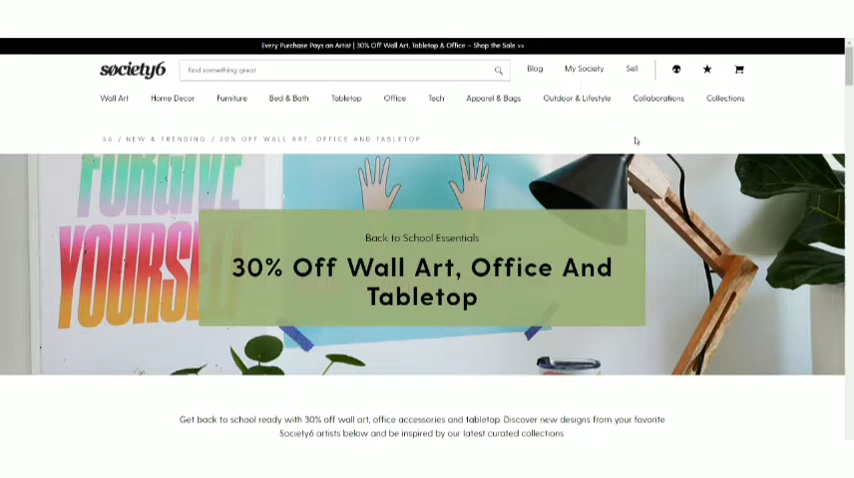 Every Purchase Pays an Artist | 30% Off Wall Art, Tabletop & Office – Shop the Sale >>
society6
find something great
Blog
My Society
Sell
Wall Art
Home Decor
Furniture
Bed & Bath
Tabletop
Office
Tech
Apparel & Bags
Outdoor & Lifestyle
Collaborations
Collections
S6 / NEW & TRENDING / 30% OFF WALL ART, OFFICE AND TABLETOP
FORGIVE
YOURSELF
Back to School Essentials
30% Off Wall Art, Office And
Tabletop
Get back to school ready with 30% off wall art, office accessories and tabletop. Discover new designs from your favorite
Society6 artists below and be inspired by our latest curated collections.